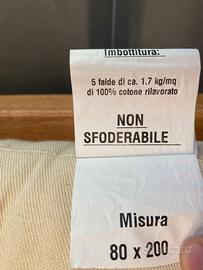 Imbottitura:
5 falde di ca. 1.7 kg/mq
di 100% cotone rilavorato
NON
SFODERABILE
Misura
80 x 200